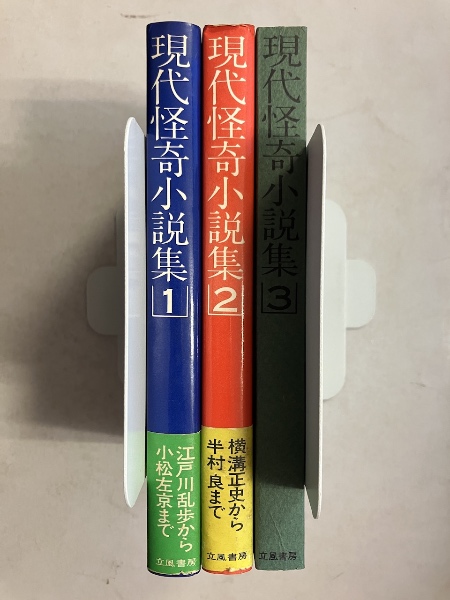 現代怪奇小説集
1
江戸川乱歩から
小松左京まで
立風書房
現代怪奇小説集
2
横溝正史から
半村良まで
立風書房
現代怪奇小説集
3
立風書房